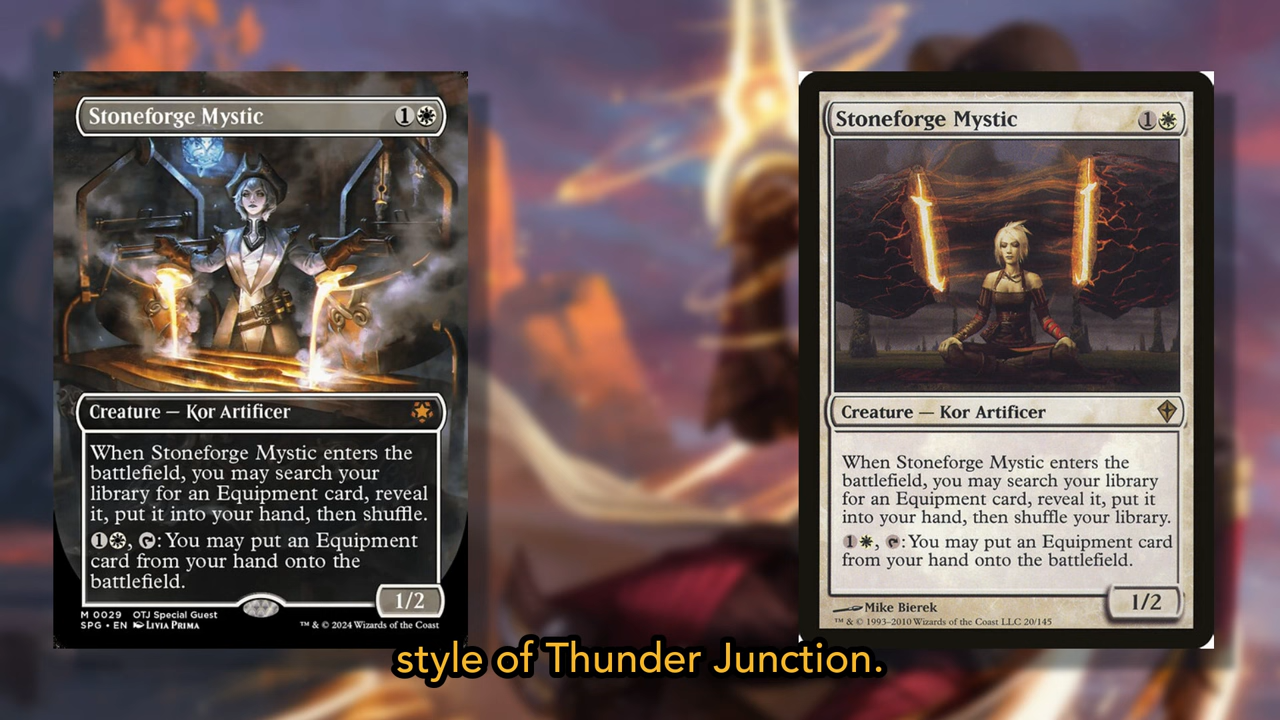 Stoneforge Mystic 1
Creature — Kor Artificer
When Stoneforge Mystic enters the
battlefield, you may search your
library for an Equipment card, reveal
it, put it into your hand, then shuffle.
1, : You may put an Equipment
card from your hand onto the
battlefield.
1/2
M 0029 OTJ Special Guest
SPG • EN Livia Prima
™ & © 2024 Wizards of the Coast
Stoneforge Mystic 1
Creature — Kor Artificer
When Stoneforge Mystic enters the
battlefield, you may search your library
for an Equipment card, reveal it, put it
into your hand, then shuffle your library.
1, : You may put an Equipment card
from your hand onto the battlefield.
1/2
Mike Bierek
™ & © 1993–2010 Wizards of the Coast LLC 20/145
style of Thunder Junction.